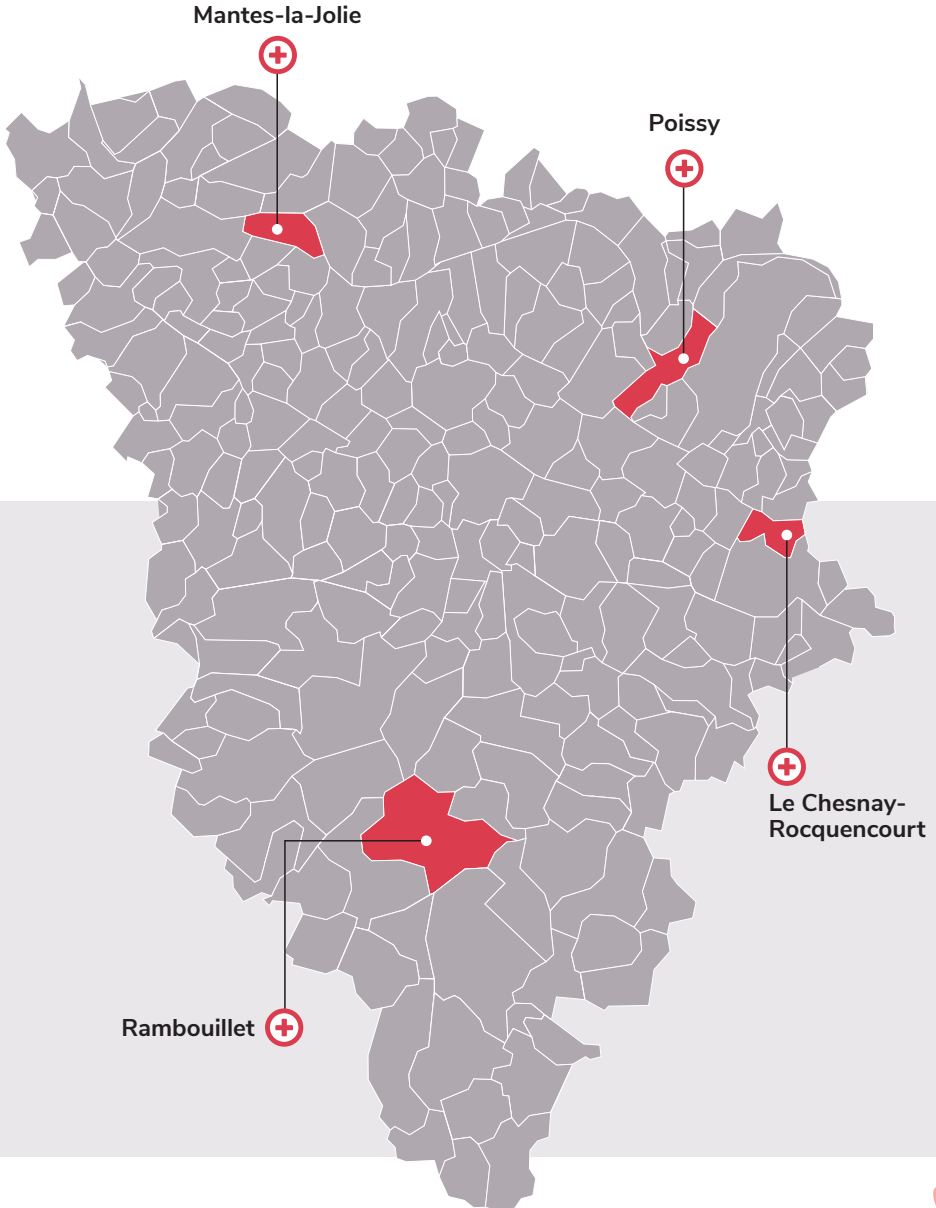 Mantes-la-Jolie
Poissy
Le Chesnay-
Rocquencourt
Rambouillet